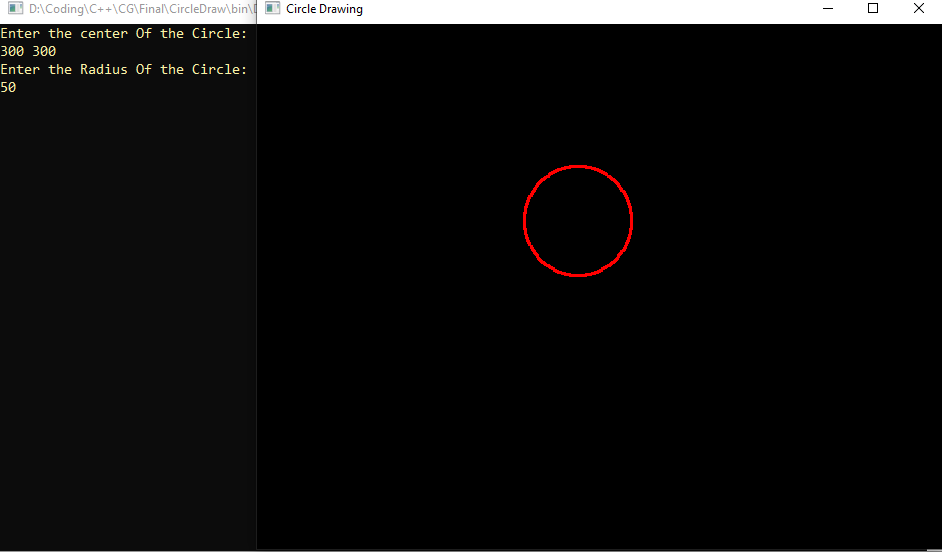 D:\Coding\C++\CG\Final\CircleDraw\bin\D
Circle Drawing
Enter the center Of the Circle:
300 300
Enter the Radius Of the Circle:
50